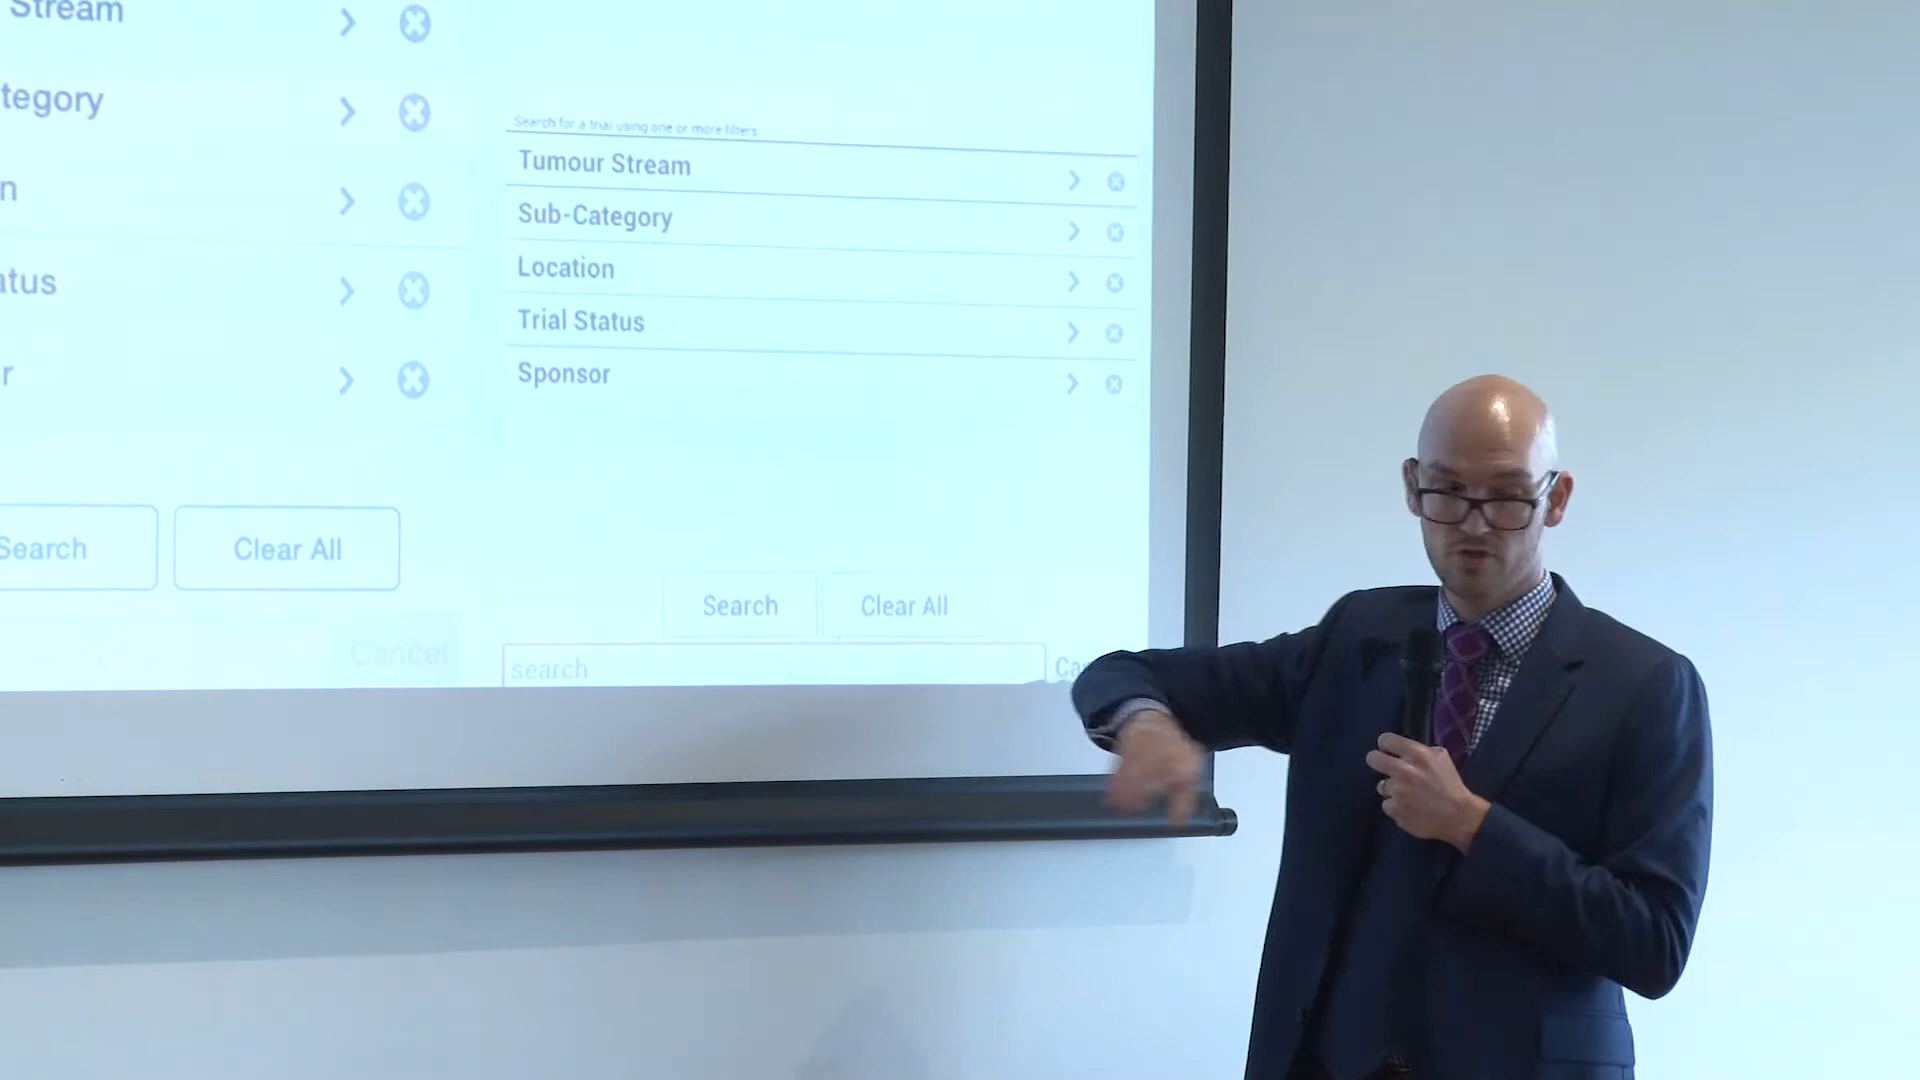 Stream
tegory
n
atus
r
Search
Clear All
Cancel
Search for a trial using one or more filters
Tumour Stream
Sub-Category
Location
Trial Status
Sponsor
Search
Clear All
search
Ca